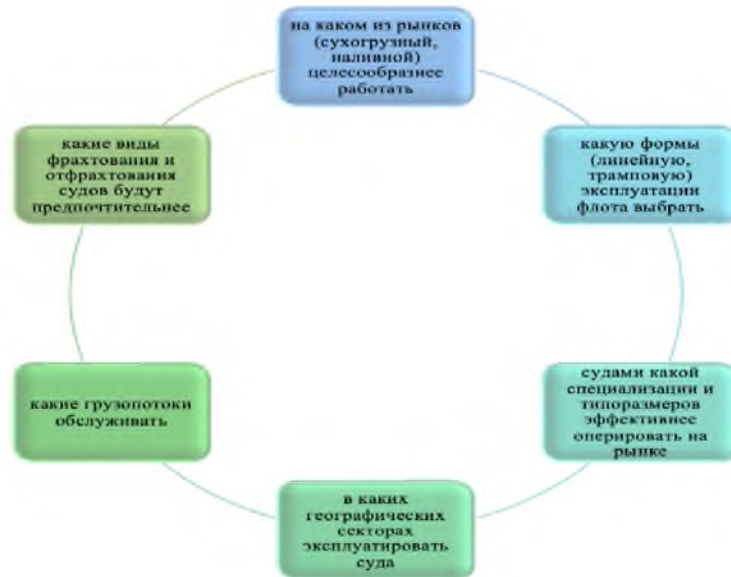 на каком из рынков
(сухогрузный,
наливной)
целесообразнее
работать
какую формы
(линейную,
трамповую)
эксплуатации
флота выбрать
судами какой
специализации и
типоразмеров
эффективнее
оперировать на
рынке
в каких
географических
секторах
эксплуатировать
суда
какие грузопотоки
обслуживать
какие виды
фрахтования и
отфрахтования
судов будут
предпочтительнее